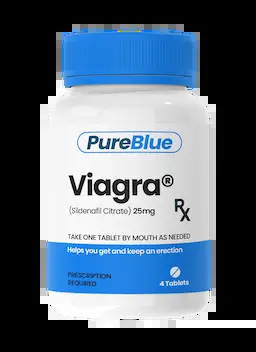 PureBlue
Viagra®
(Sildenafil Citrate) 25mg
RX
TAKE ONE TABLET BY MOUTH AS NEEDED
Helps you get and keep an erection
PRESCRIPTION
REQUIRED
4 Tablets